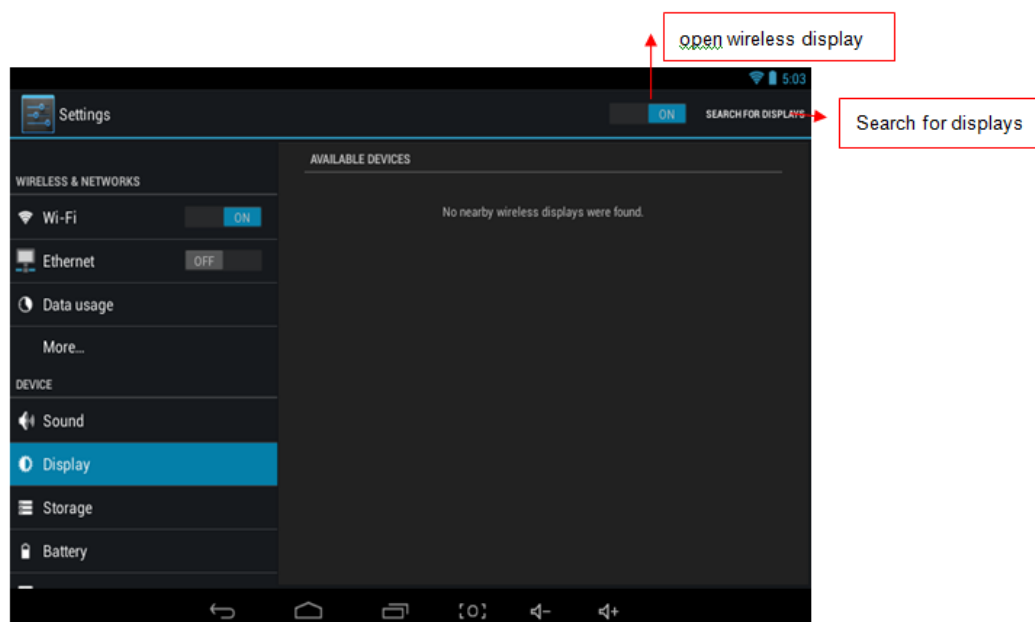 open wireless display
5:03
Settings
ON
SEARCH FOR DISPLAYS
Search for displays
AVAILABLE DEVICES
No nearby wireless displays were found.
WIRELESS & NETWORKS
Wi-Fi ON
Ethernet OFF
Data usage
More...
DEVICE
Sound
Display
Storage
Battery